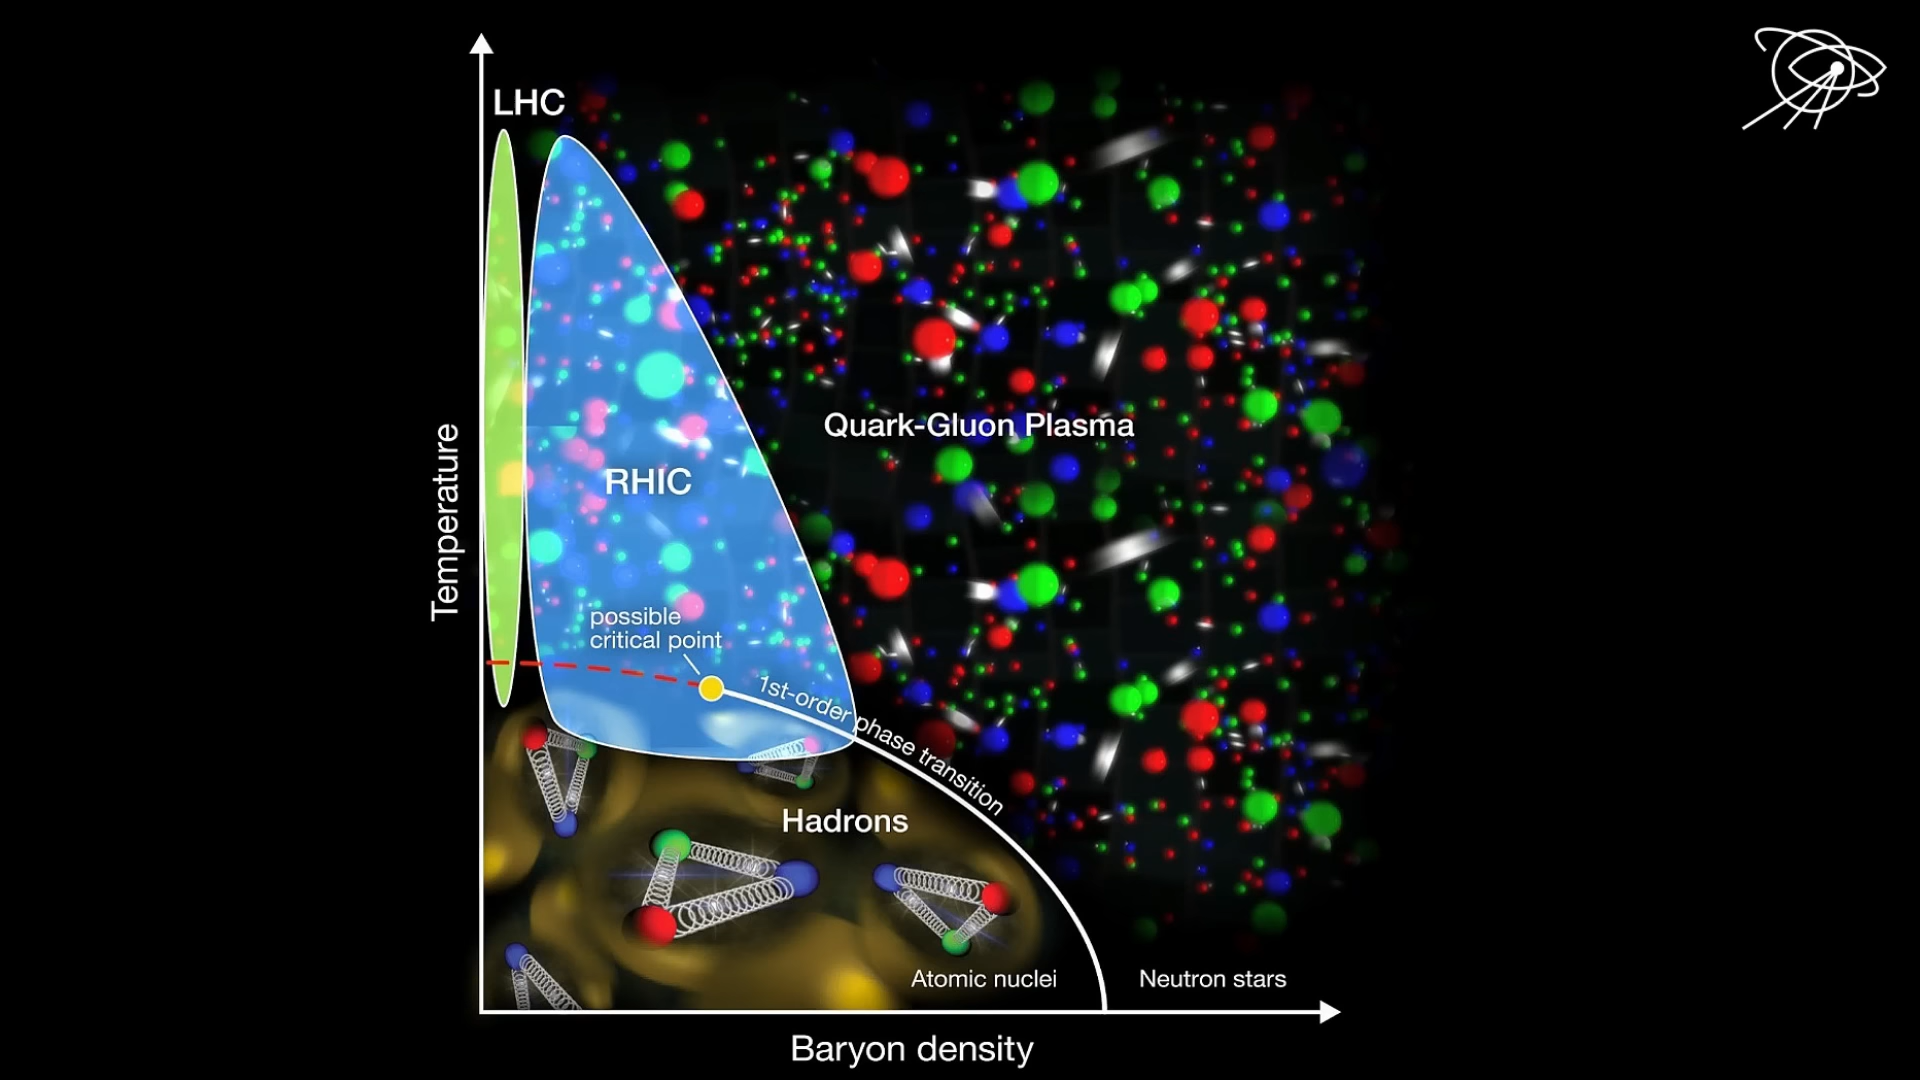 LHC
Quark-Gluon Plasma
RHIC
Temperature
possible
critical point
1st-order phase transition
Hadrons
Atomic nuclei
Neutron stars
Baryon density